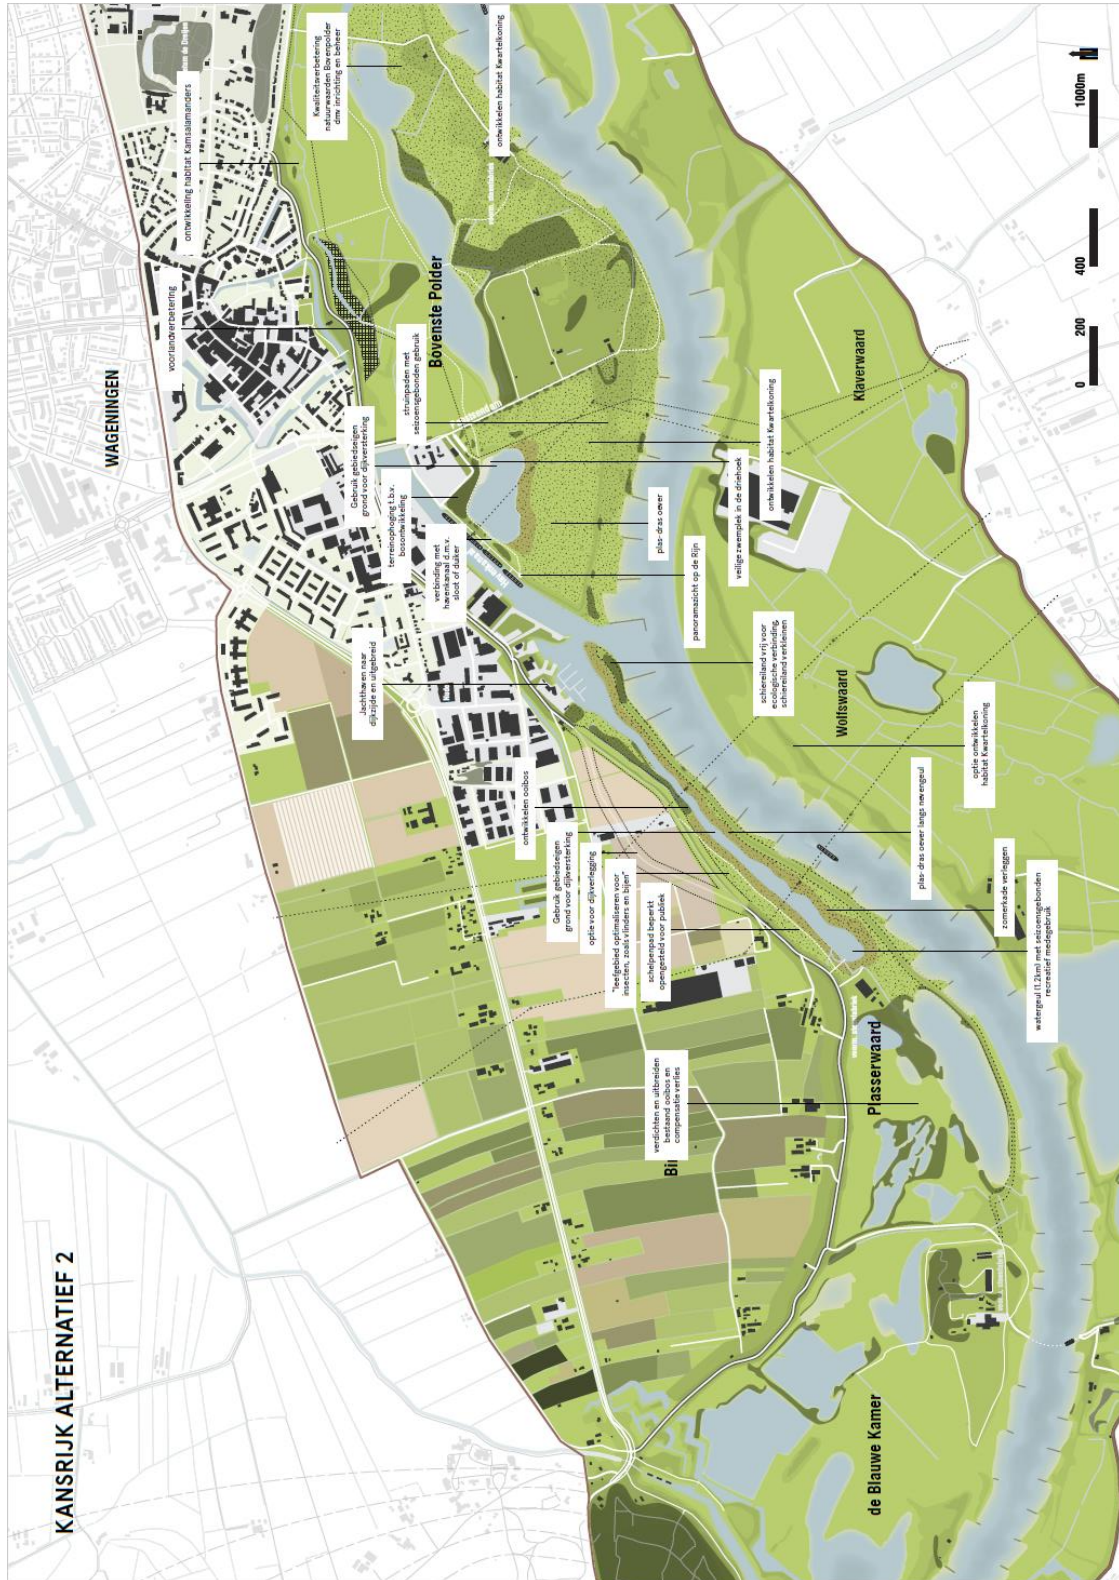 KANSRIJK ALTERNATIEF 2
WAGENINGEN
voorlandverbetering
ontwikkeling habitat Kamsalamanders
Kwaliteitsverbetering
natuurwaarden Bovenpolder
dmv inrichting en beheer
ontwikkelen habitat Kwartelkoning
Bovenste Polder
struinpaden met
seizoensgebonden gebruik
Gebruik gebiedseigen
grond voor dijkversterking
terreinophoging t.b.v.
bosontwikkeling
verbinding met
havenkanaal d.m.v.
sloot of duiker
Jachthaven naar
dijkzijde en uitgebreid
ontwikkelen ooibos
Gebruik gebiedseigen
grond voor dijkversterking
optie voor dijkverlegging
"leefgebied optimaliseren voor
insecten, zoals vlinders en bijen"
schelpenpad beperkt
opengesteld voor publiek
verdichten en uitbreiden
bestaand ooibos en
compensatie verlies
Bi
Plasserwaard
de Blauwe Kamer
plas-dras oever
panoramazicht op de Rijn
veilige zwemplek in de driehoek
ontwikkelen habitat Kwartelkoning
schiereiland vrij voor
ecologische verbinding,
schiereiland verkleinen
Klaverwaard
Wolfswaard
optie ontwikkelen
habitat Kwartelkoning
plas-dras oever langs nevengeul
zomerkade verleggen
watergeul (1.2km) met seizoensgebonden
recreatief medegebruik
0 200 400 1000m
N